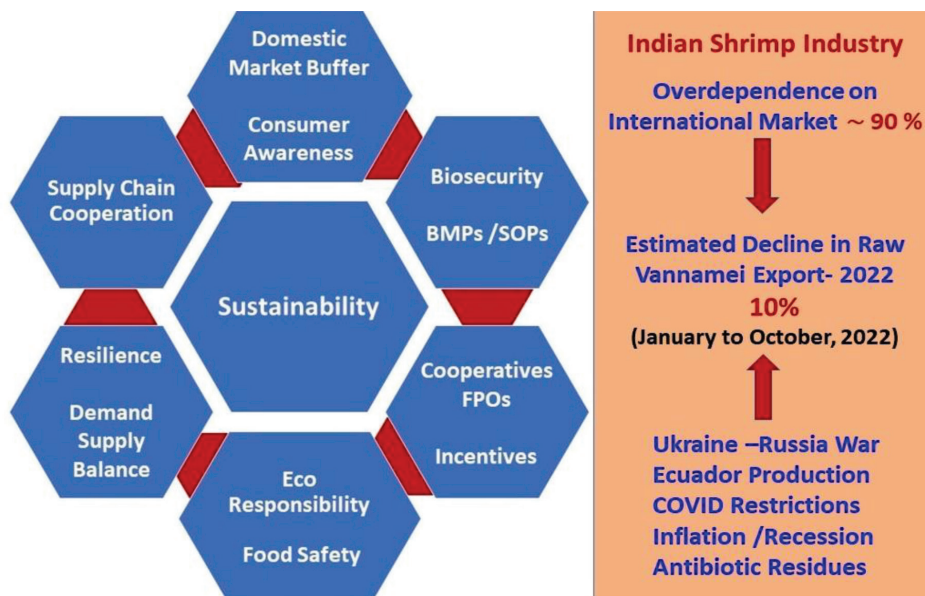 Domestic
Market Buffer
Consumer
Awareness
Supply Chain
Cooperation
Biosecurity
BMPs /SOPs
Sustainability
Resilience
Demand
Supply
Balance
Cooperatives
FPOs
Incentives
Eco
Responsibility
Food Safety
Indian Shrimp Industry
Overdependence on
International Market ~ 90 %
Estimated Decline in Raw
Vannamei Export- 2022
10%
(January to October, 2022)
Ukraine –Russia War
Ecuador Production
COVID Restrictions
Inflation /Recession
Antibiotic Residues